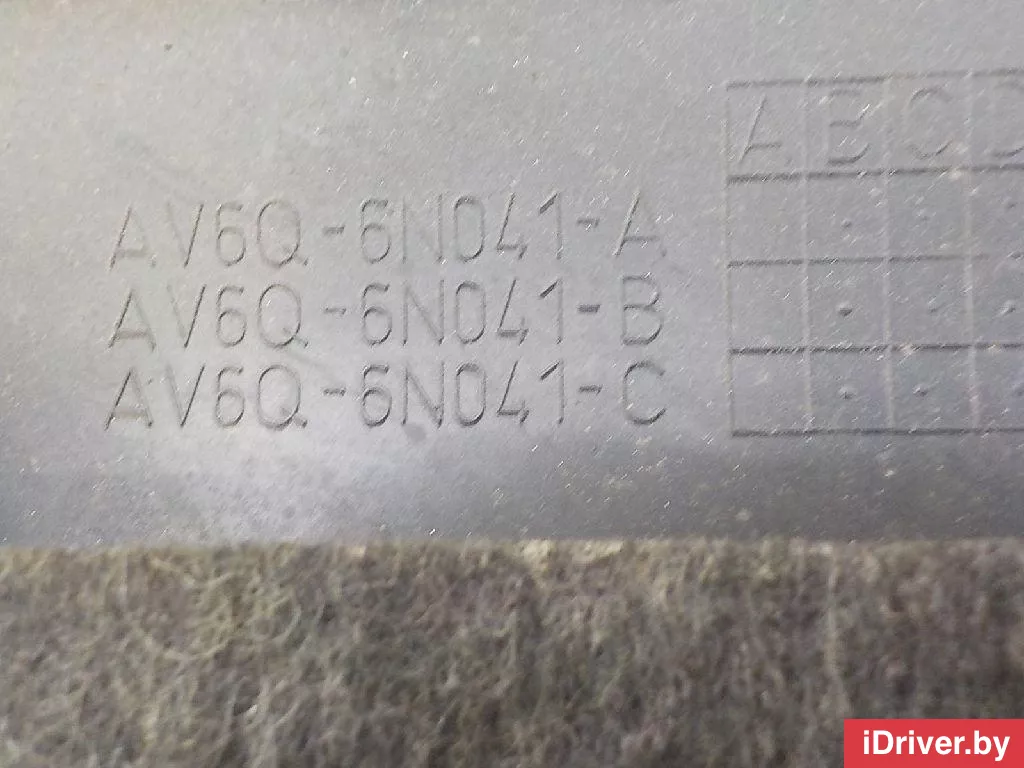 A B C D
AV6Q-6N041-A
AV6Q-6N041-B
AV6Q-6N041-C
iDriver.by